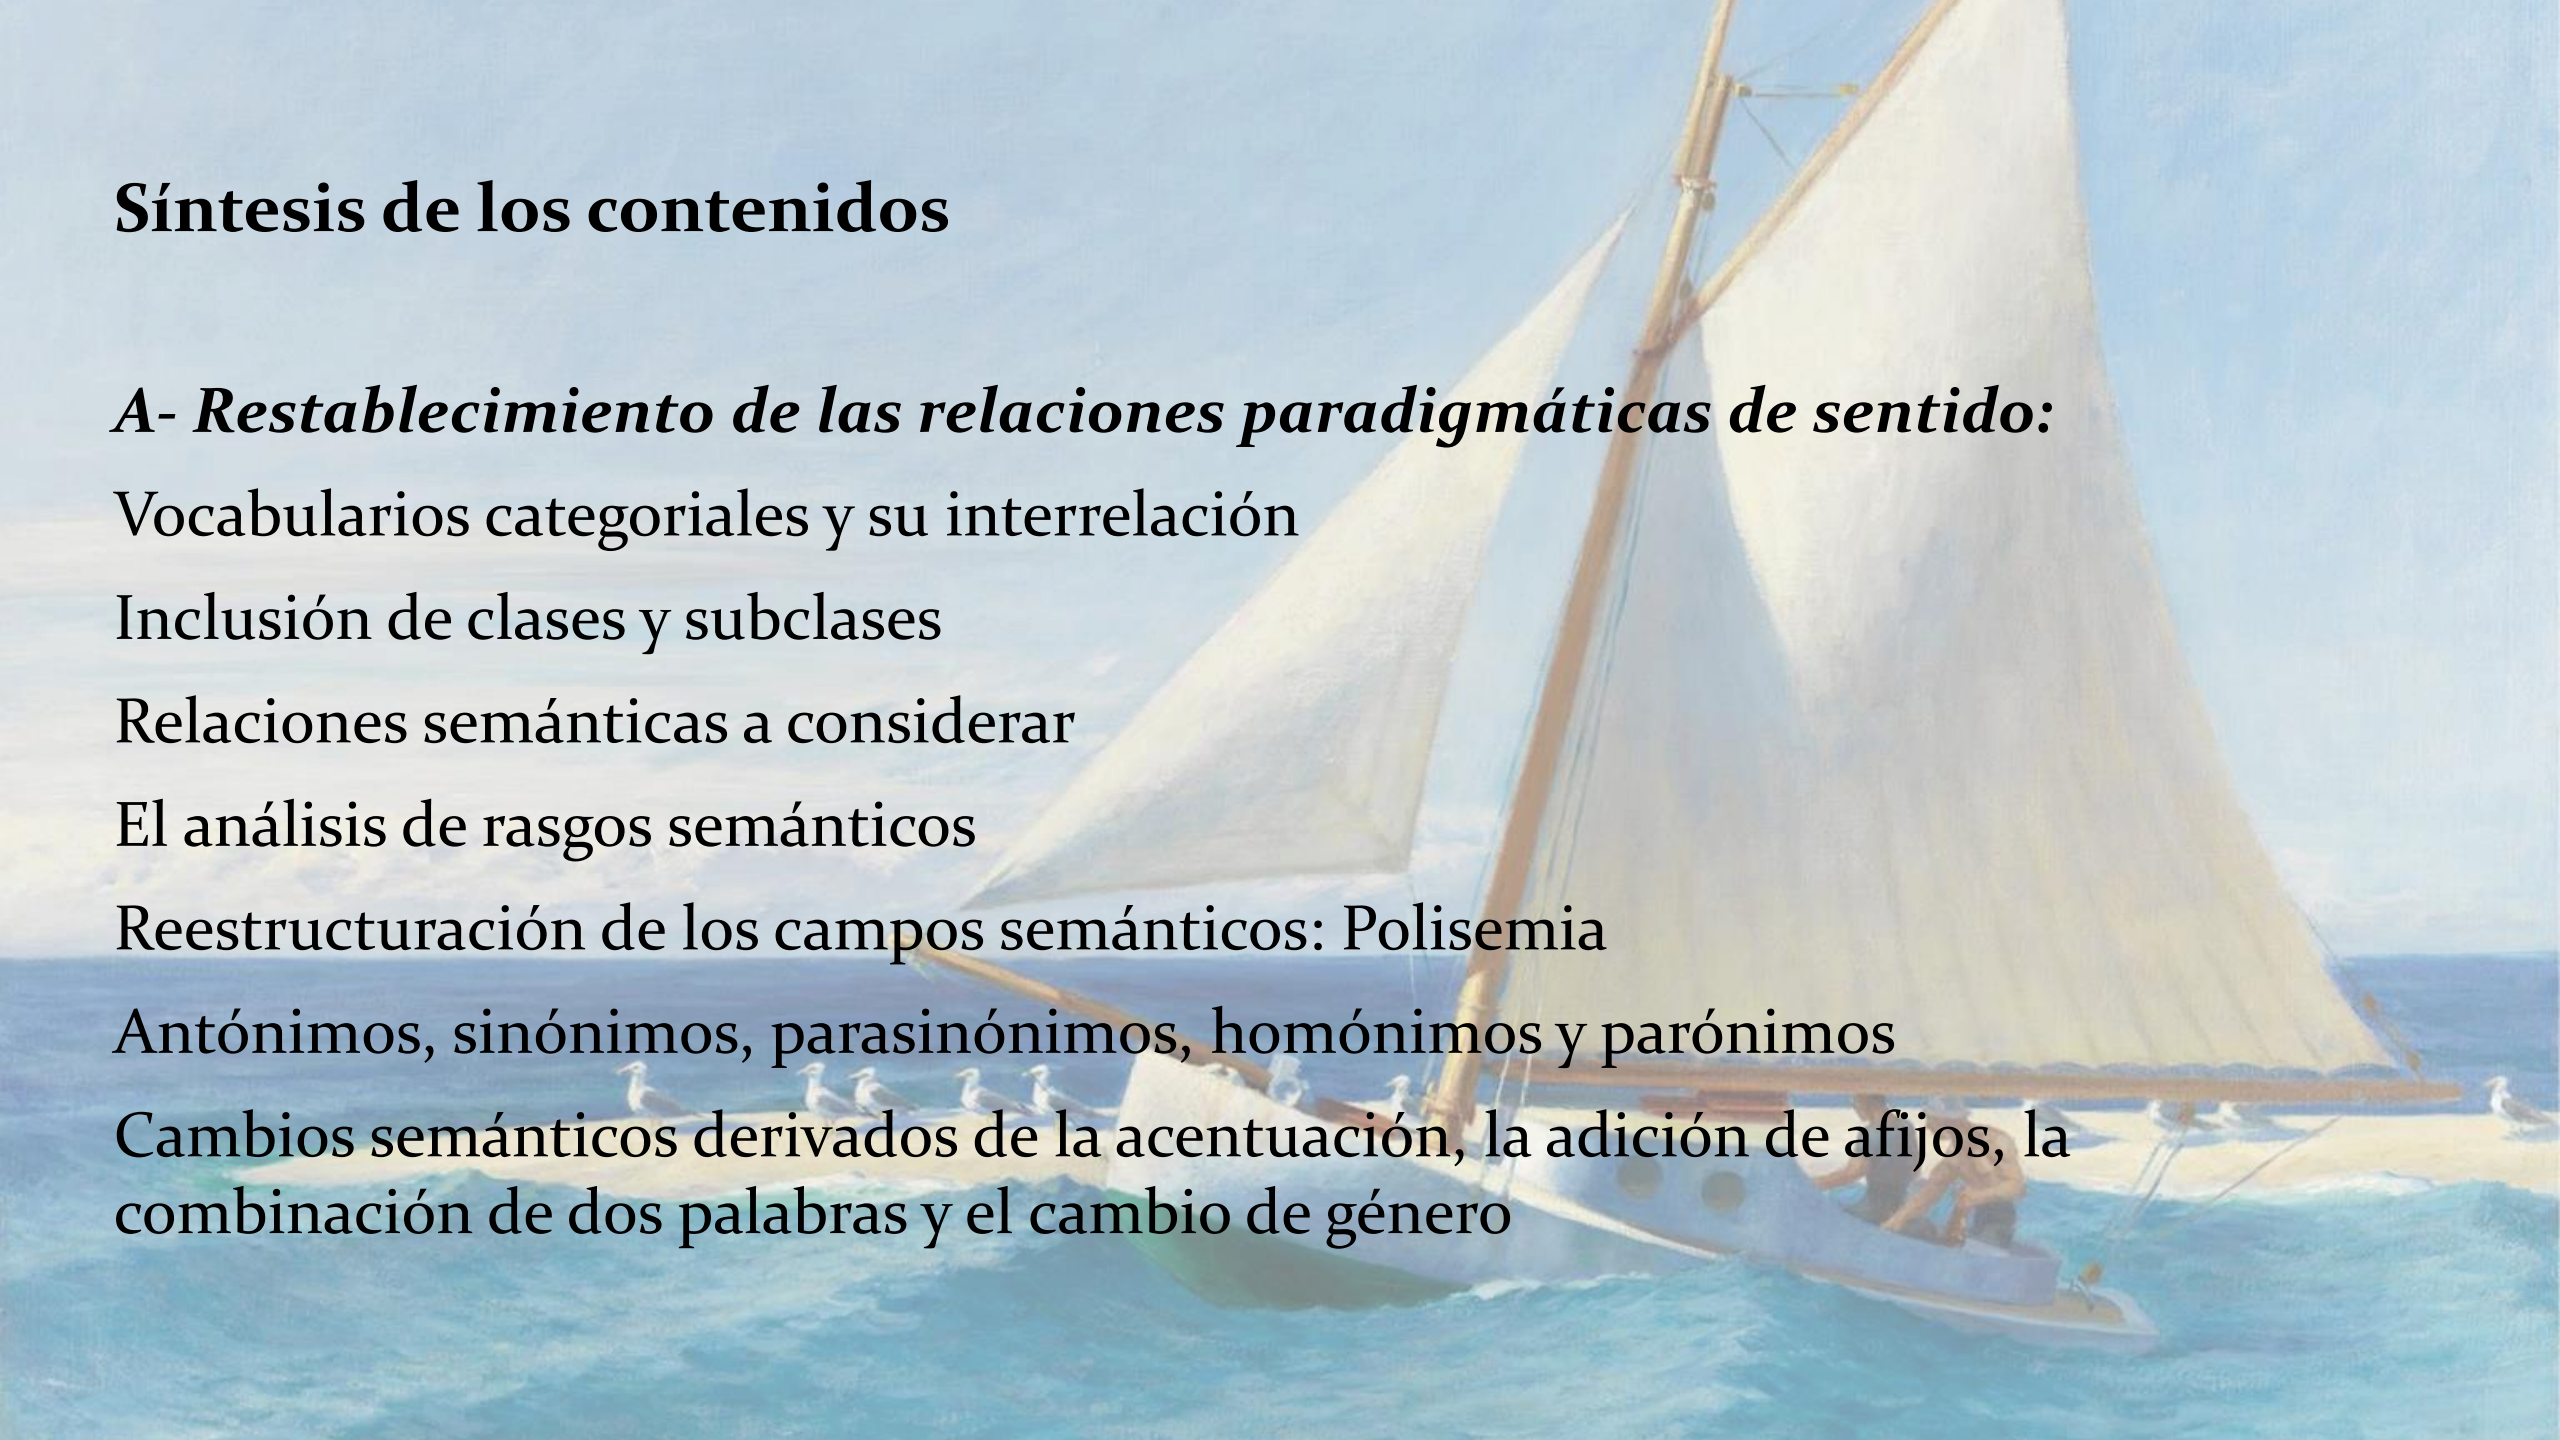 Síntesis de los contenidos
A- Restablecimiento de las relaciones paradigmáticas de sentido:
Vocabularios categoriales y su interrelación
Inclusión de clases y subclases
Relaciones semánticas a considerar
El análisis de rasgos semánticos
Reestructuración de los campos semánticos: Polisemia
Antónimos, sinónimos, parasinónimos, homónimos y parónimos
Cambios semánticos derivados de la acentuación, la adición de afijos, la
combinación de dos palabras y el cambio de género